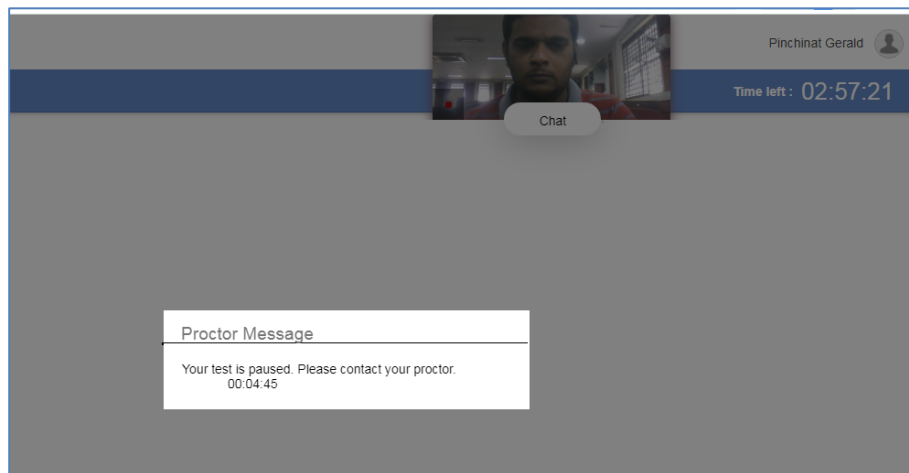 Pinchinat Gerald
Time left : 02:57:21
Chat
Proctor Message
Your test is paused. Please contact your proctor.
00:04:45